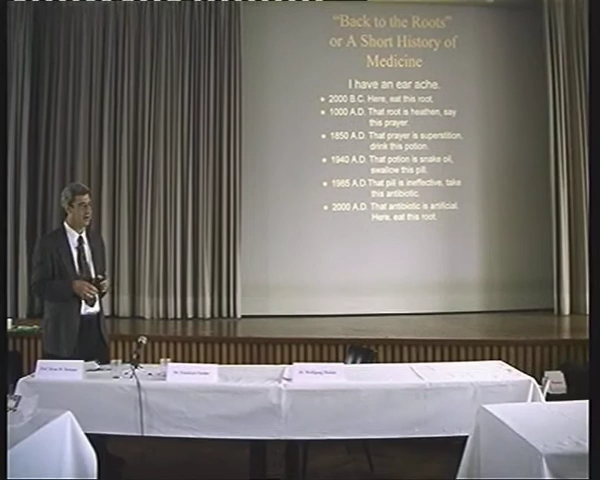 "Back to the Roots"
or A Short History of
Medicine
I have an ear ache.
• 2000 B.C. Here, eat this root.
• 1000 A.D. That root is heathen, say
this prayer.
• 1850 A.D. That prayer is superstition,
drink this potion.
• 1940 A.D. That potion is snake oil,
swallow this pill.
• 1985 A.D. That pill is ineffective, take
this antibiotic.
• 2000 A.D. That antibiotic is artificial.
Here, eat this root.